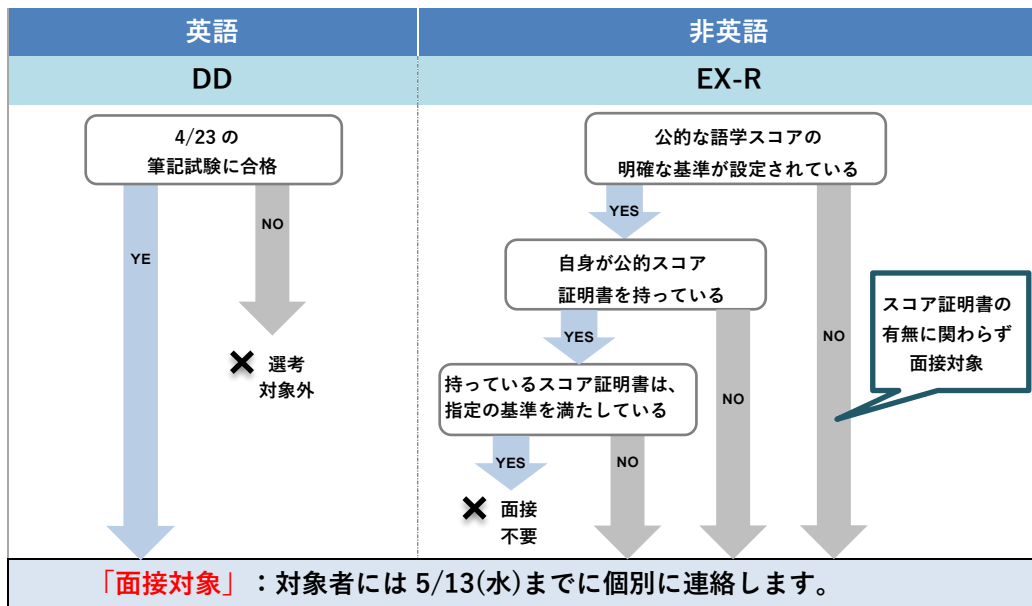 英語
非英語
DD
EX-R
4/23 の
筆記試験に合格
YE
NO
✖ 選考
対象外
公的な語学スコアの
明確な基準が設定されている
YES
NO
自身が公的スコア
証明書を持っている
YES
NO
持っているスコア証明書は、
指定の基準を満たしている
YES
NO
✖ 面接
不要
スコア証明書の
有無に関わらず
面接対象
「面接対象」：対象者には 5/13(水)までに個別に連絡します。